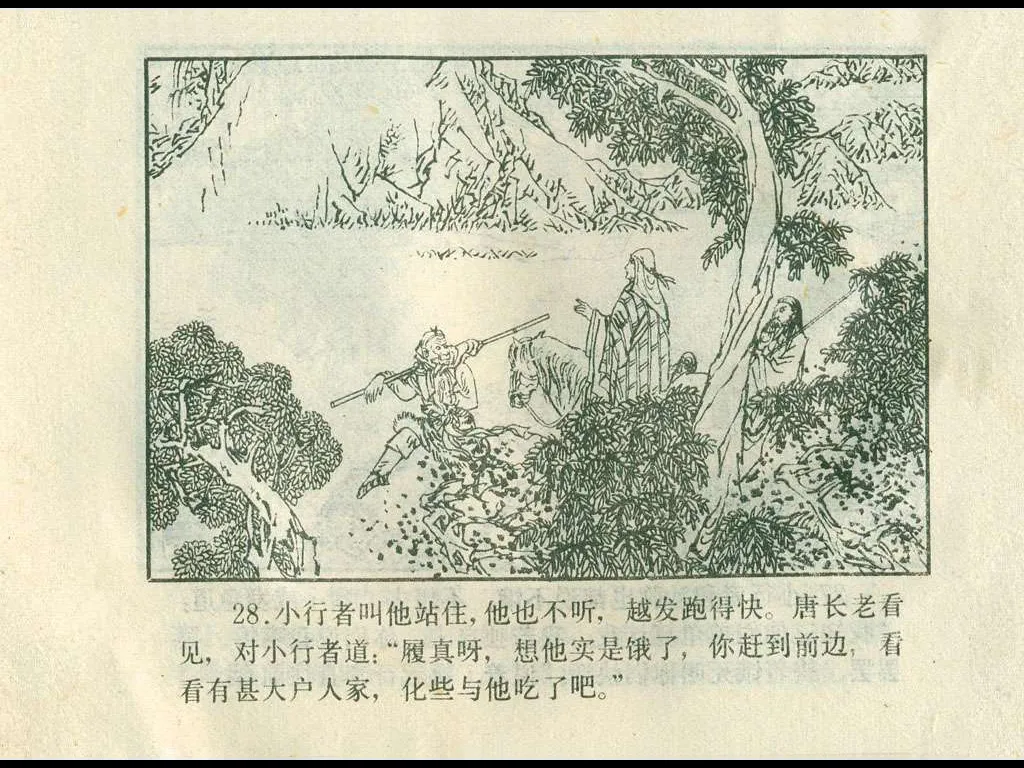 28.小行者叫他站住,他也不听，越发跑得快。唐长老看
见，对小行者道：“履真呀，想他实是饿了，你赶到前边，看
看有甚大户人家，化些与他吃了吧。”